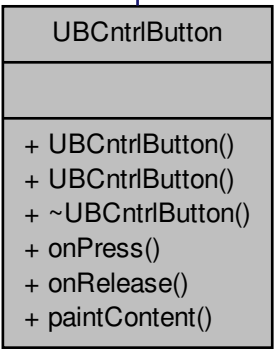 UBCntrlButton
+ UBCntrlButton()
+ UBCntrlButton()
+ ~UBCntrlButton()
+ onPress()
+ onRelease()
+ paintContent()